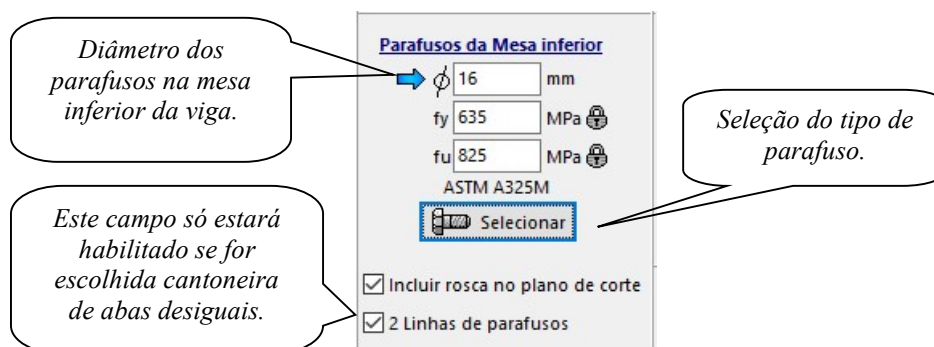 Diâmetro dos
parafusos na mesa
inferior da viga.
Parafusos da Mesa inferior
ϕ 16 mm
fy 635 MPa
fu 825 MPa
ASTM A325M
Selecionar
Seleção do tipo de
parafuso.
Este campo só estará
habilitado se for
escolhida cantoneira
de abas desiguais.
Incluir rosca no plano de corte
2 Linhas de parafusos